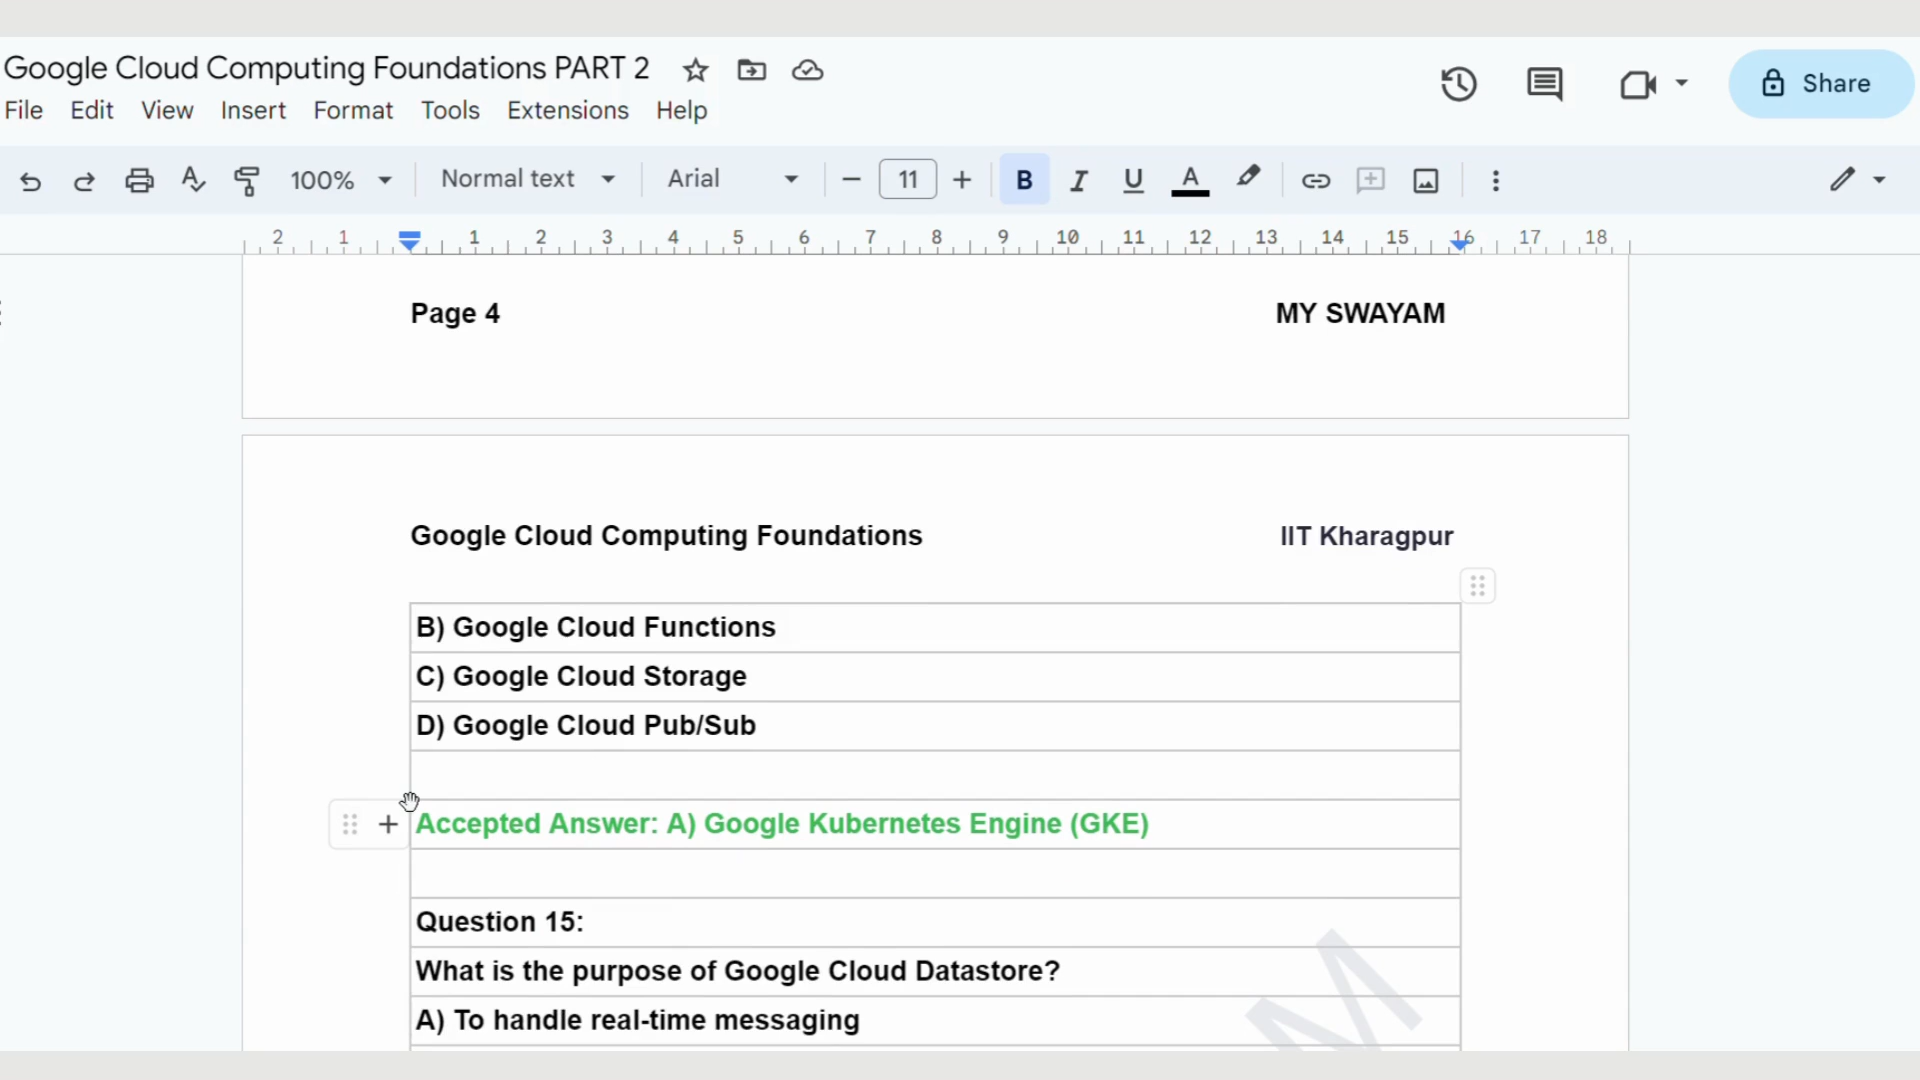 Google Cloud Computing Foundations PART 2
File Edit View Insert Format Tools Extensions Help
Share
100% Normal text Arial 11 B I U A
2 1 1 2 3 4 5 6 7 8 9 10 11 12 13 14 15 16 17 18
Page 4 MY SWAYAM
Google Cloud Computing Foundations IIT Kharagpur
B) Google Cloud Functions
C) Google Cloud Storage
D) Google Cloud Pub/Sub
Accepted Answer: A) Google Kubernetes Engine (GKE)
Question 15:
What is the purpose of Google Cloud Datastore?
A) To handle real-time messaging
M